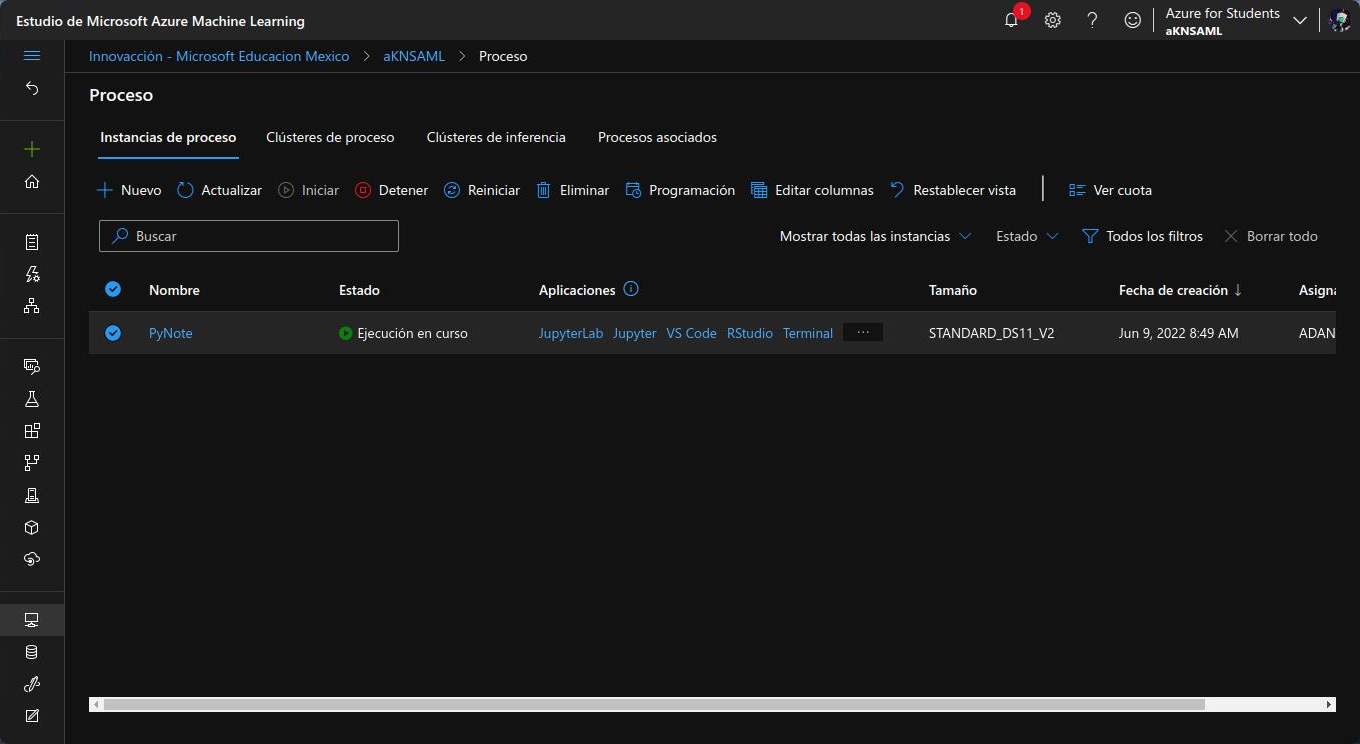 Estudio de Microsoft Azure Machine Learning
1
Azure for Students
aKNSAML
Innovacción - Microsoft Educacion Mexico > aKNSAML > Proceso
Proceso
Instancias de proceso Clústeres de proceso Clústeres de inferencia Procesos asociados
Nuevo Actualizar Iniciar Detener Reiniciar Eliminar Programación Editar columnas Restablecer vista Ver cuota
Buscar Mostrar todas las instancias Estado Todos los filtros Borrar todo
Nombre Estado Aplicaciones Tamaño Fecha de creación ↓ Asigna
PyNote Ejecución en curso JupyterLab Jupyter VS Code RStudio Terminal ... STANDARD_DS11_V2 Jun 9, 2022 8:49 AM ADAN